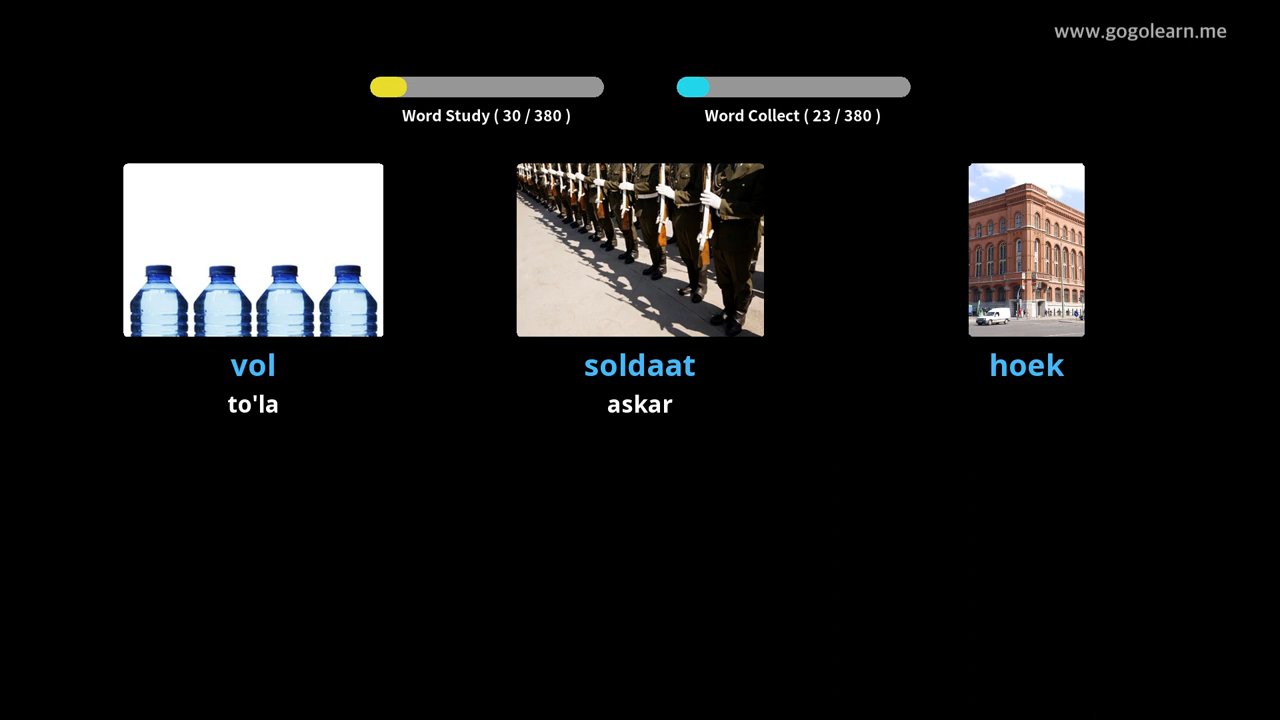 www.gogolearn.me
Word Study ( 30 / 380 )
Word Collect ( 23 / 380 )
vol
to'la
soldaat
askar
hoek